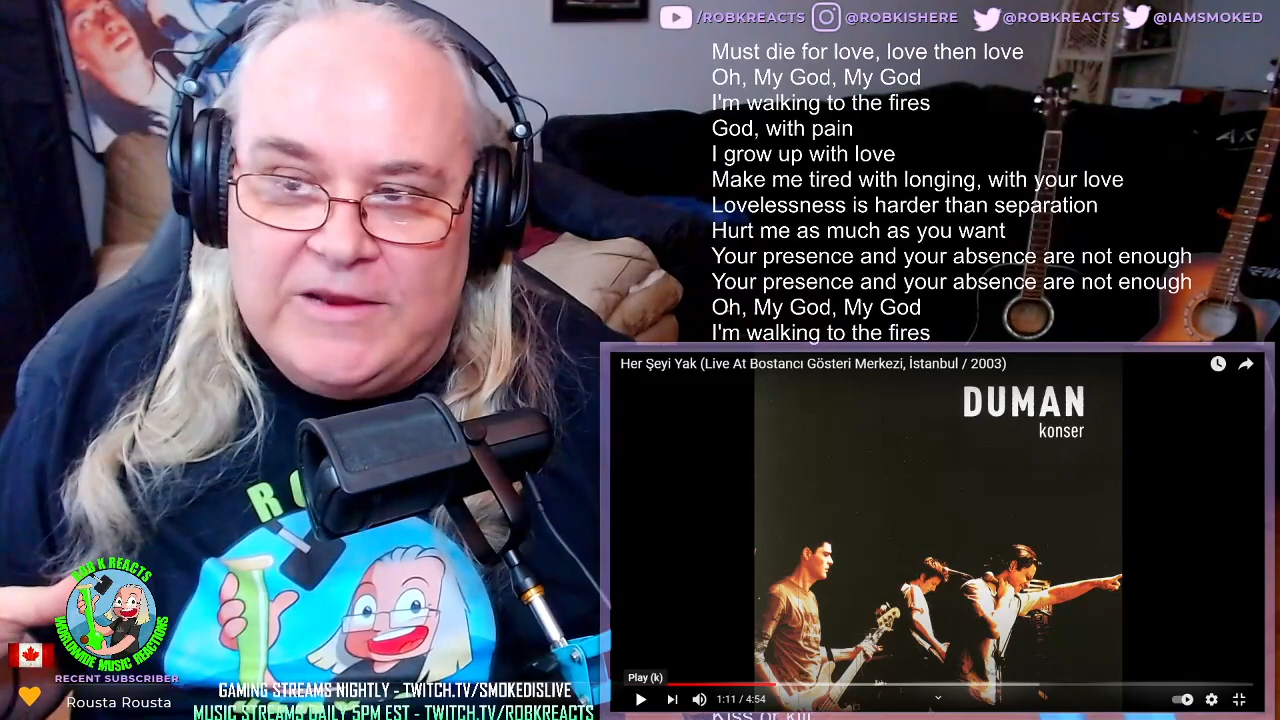 /ROBKREACTS @ROBKISHERE @ROBKREACTS @IAMSMOKED
Must die for love, love then love
Oh, My God, My God
I'm walking to the fires
God, with pain
I grow up with love
Make me tired with longing, with your love
Lovelessness is harder than separation
Hurt me as much as you want
Your presence and your absence are not enough
Your presence and your absence are not enough
Oh, My God, My God
I'm walking to the fires
Her Şeyi Yak (Live At Bostancı Gösteri Merkezi, İstanbul / 2003)
DUMAN
konser
Play (k)
1:11 / 4:54
Kiss or kill
ROB K REACTS
WORLDWIDE MUSIC REACTIONS
RECENT SUBSCRIBER
Rousta Rousta
GAMING STREAMS NIGHTLY - TWITCH.TV/SMOKEDISLIVE
MUSIC STREAMS DAILY 5PM EST - TWITCH.TV/ROBKREACTS